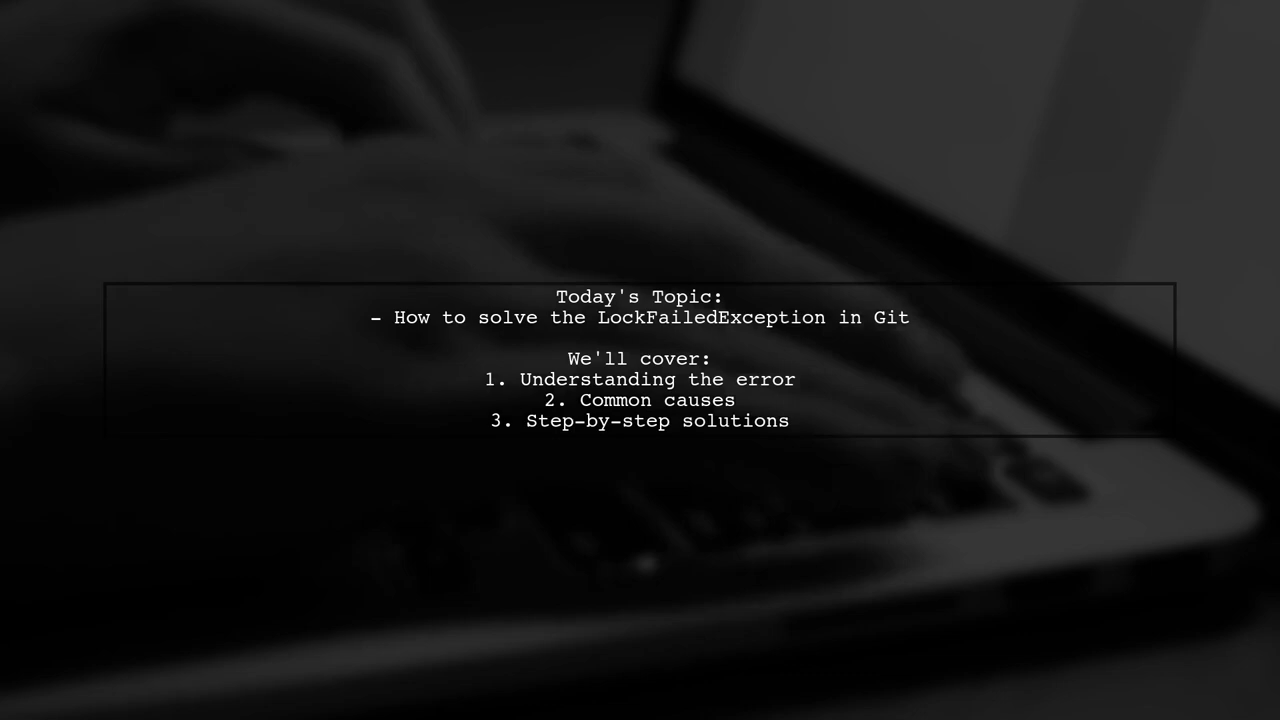 Today's Topic:
- How to solve the LockFailedException in Git
We'll cover:
1. Understanding the error
2. Common causes
3. Step-by-step solutions